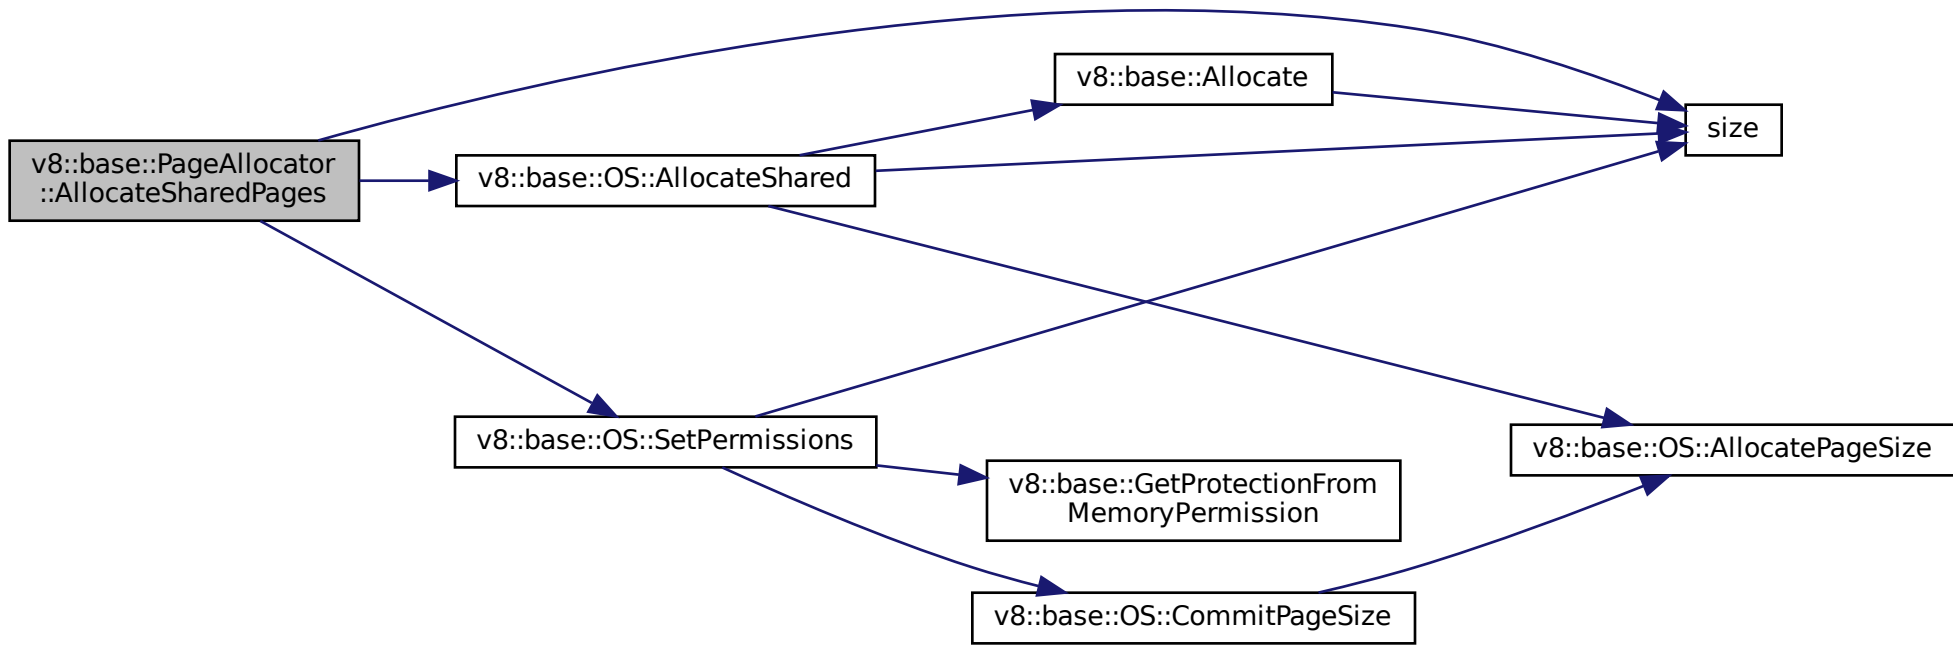 v8::base::PageAllocator
::AllocateSharedPages
v8::base::OS::AllocateShared
v8::base::Allocate
size
v8::base::OS::SetPermissions
v8::base::GetProtectionFrom
MemoryPermission
v8::base::OS::CommitPageSize
v8::base::OS::AllocatePageSize